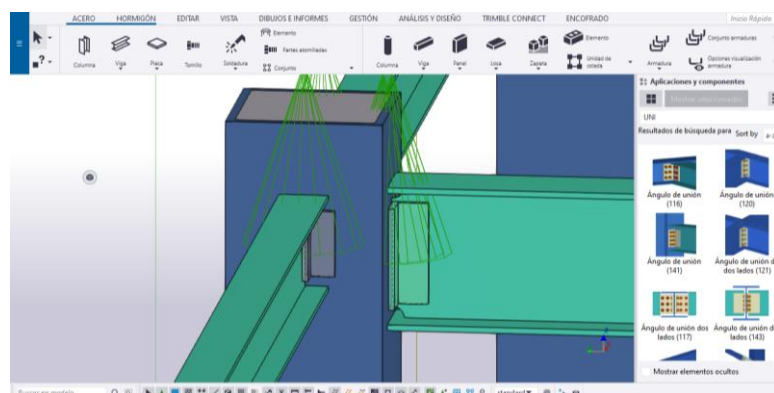 ACERO HORMIGÓN EDITAR VISTA DIBUJOS E INFORMES GESTIÓN ANÁLISIS Y DISEÑO TRIMBLE CONNECT ENCOFRADO Inicio Rápido
Elemento
Partes atornilladas
Conjunto
Columna Viga Placa Tornillo Soldadura
Columna Viga Panel Losa Zapata
Elemento
Unidad de colada
Armadura
Conjunto armaduras
Opciones visualización armadura
Aplicaciones y componentes
UNI
Resultados de búsqueda para Sort by a-z
Ángulo de unión (116)
Ángulo de unión (120)
Ángulo de unión (141)
Ángulo de unión d dos lados (121)
Ángulo de unión dos lados (117)
Ángulo de unión d lados (143)
Mostrar elementos ocultos
Buscar en modelo
standard